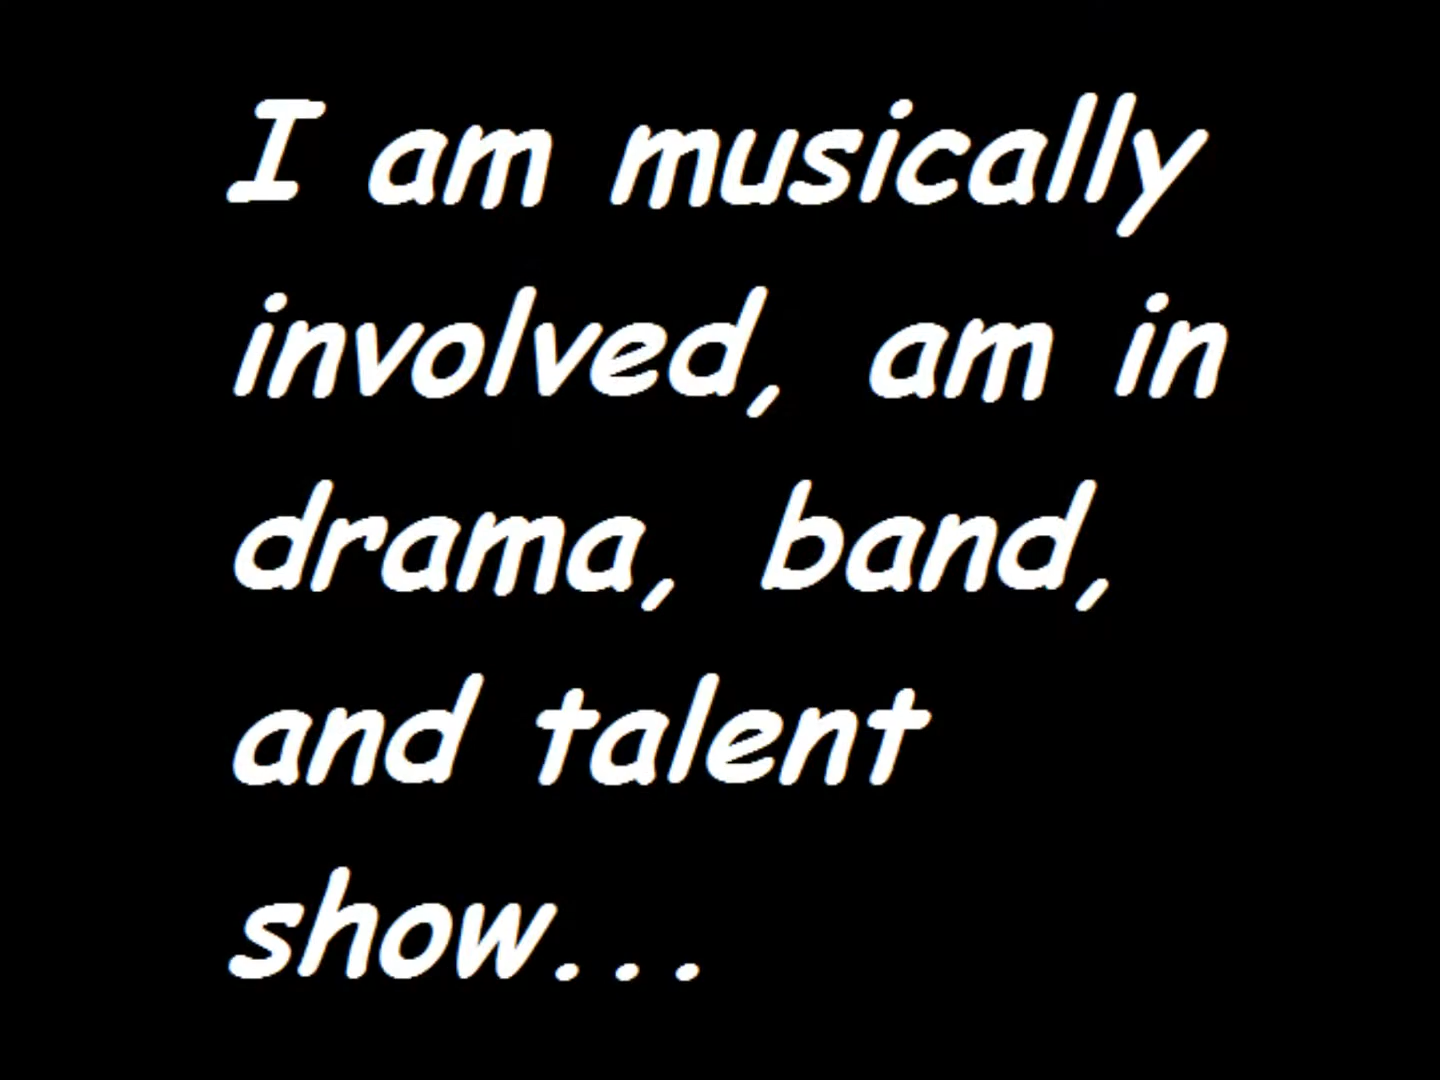 I am musically
involved, am in
drama, band,
and talent
show...